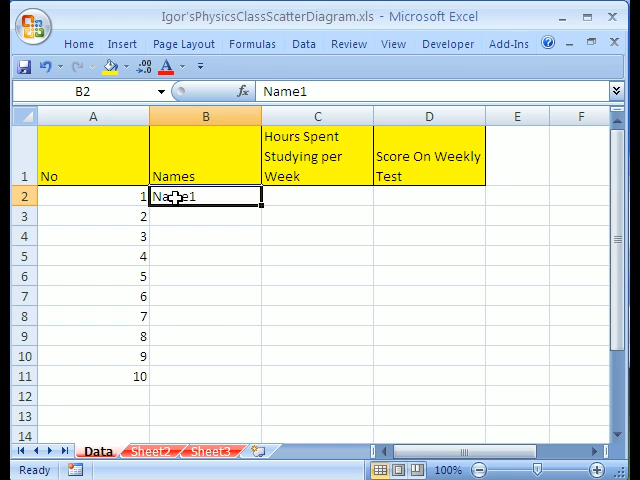 Igor'sPhysicsClassScatterDiagram.xls - Microsoft Excel
Home Insert Page Layout Formulas Data Review View Developer Add-Ins
B2 fx Name1
A B C D E F
1 No Names Hours Spent Studying per Week Score On Weekly Test
2 1 Name1
3 2
4 3
5 4
6 5
7 6
8 7
9 8
10 9
11 10
12
13
14
Data Sheet2 Sheet3
Ready 100%